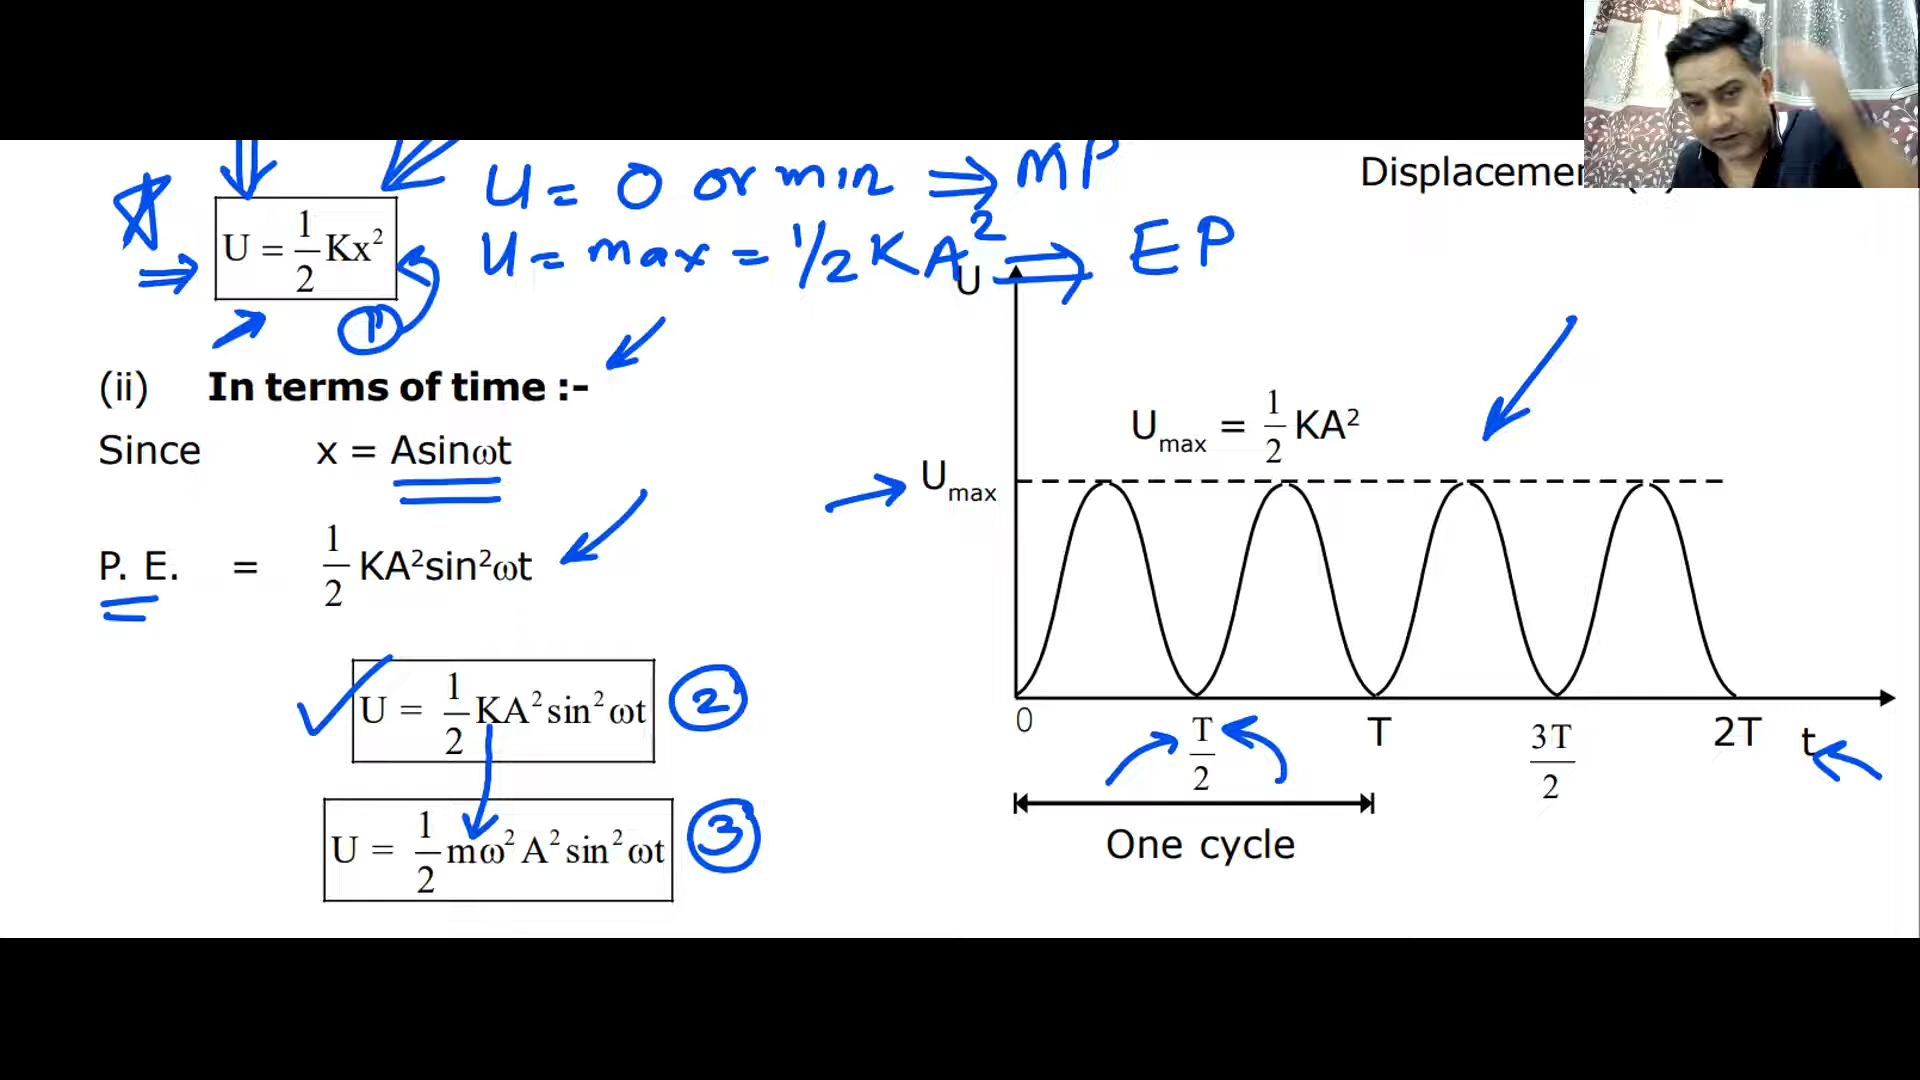 U = 0 or min ⇒ MP
Displacemen
U = 1/2 Kx²
U = max = 1/2 KA² ⇒ EP
1
U
(ii) In terms of time :-
Umax = 1/2 KA²
Since x = Asinωt
Umax
P. E. = 1/2 KA²sin²ωt
U = 1/2 KA² sin² ωt
2
0 T/2 T 3T/2 2T t
U = 1/2 mω² A² sin² ωt
3
One cycle